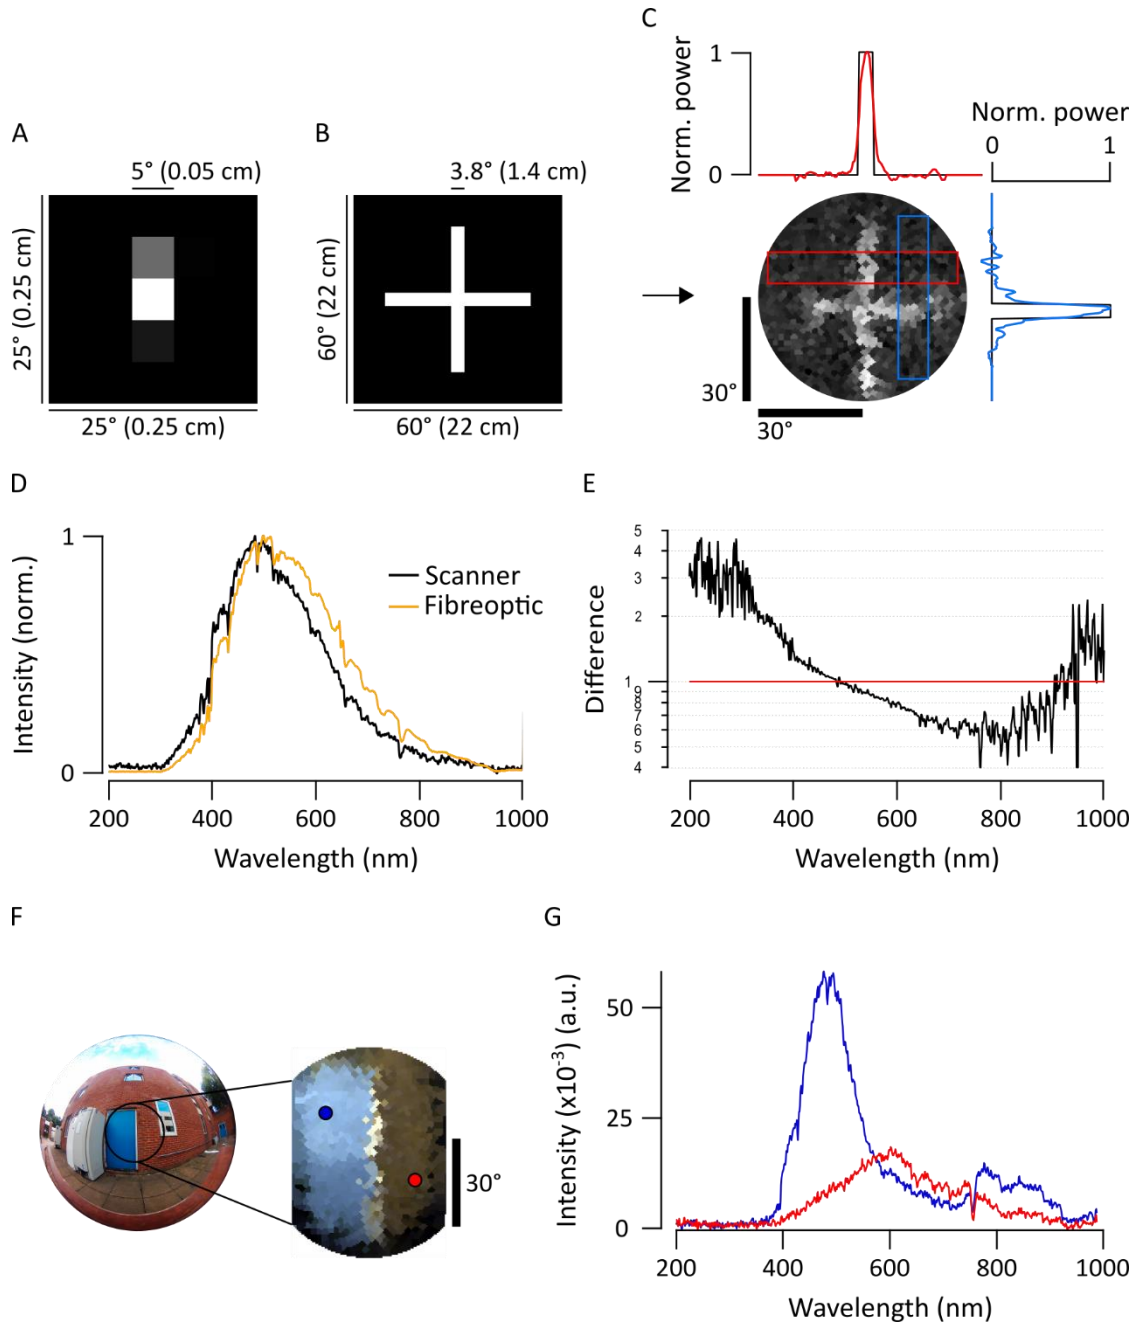 A
5° (0.05 cm)
25° (0.25 cm)
25° (0.25 cm)
B
3.8° (1.4 cm)
60° (22 cm)
60° (22 cm)
C
Norm. power
1
0
Norm. power
0 1
30°
30°
D
Intensity (norm.)
1
0
Scanner
Fibreoptic
200 400 600 800 1000
Wavelength (nm)
E
Difference
5
4
3
2
1
9
8
7
6
5
4
200 400 600 800 1000
Wavelength (nm)
F
30°
G
Intensity (x10⁻³) (a.u.)
50
25
0
200 400 600 800 1000
Wavelength (nm)